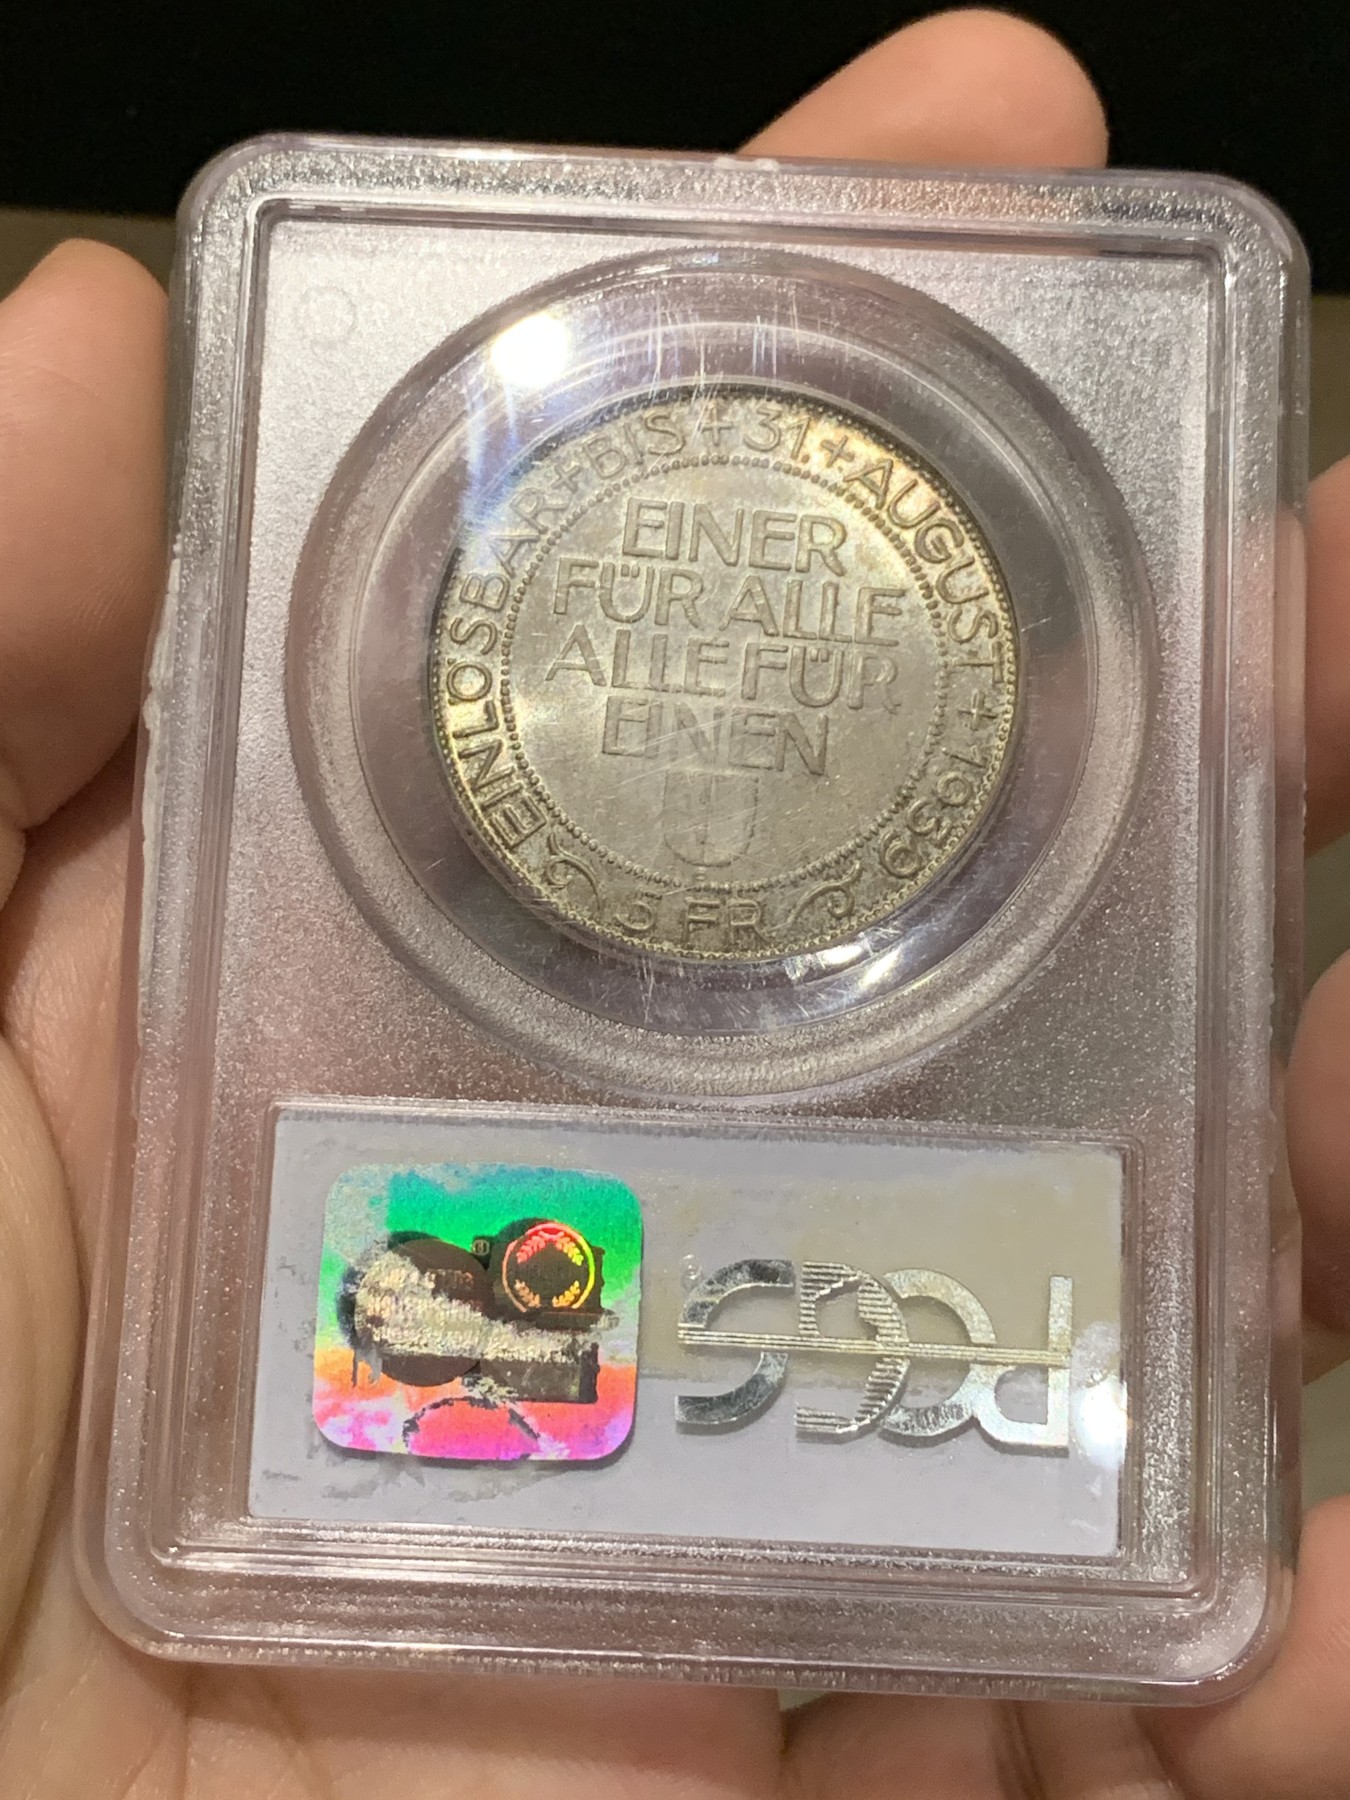 EINLÖSBAR + BIS + 31. + AUGUST + 1939
EINER
FÜR ALLE
ALLE FÜR
EINEN
5 FR
PCGS